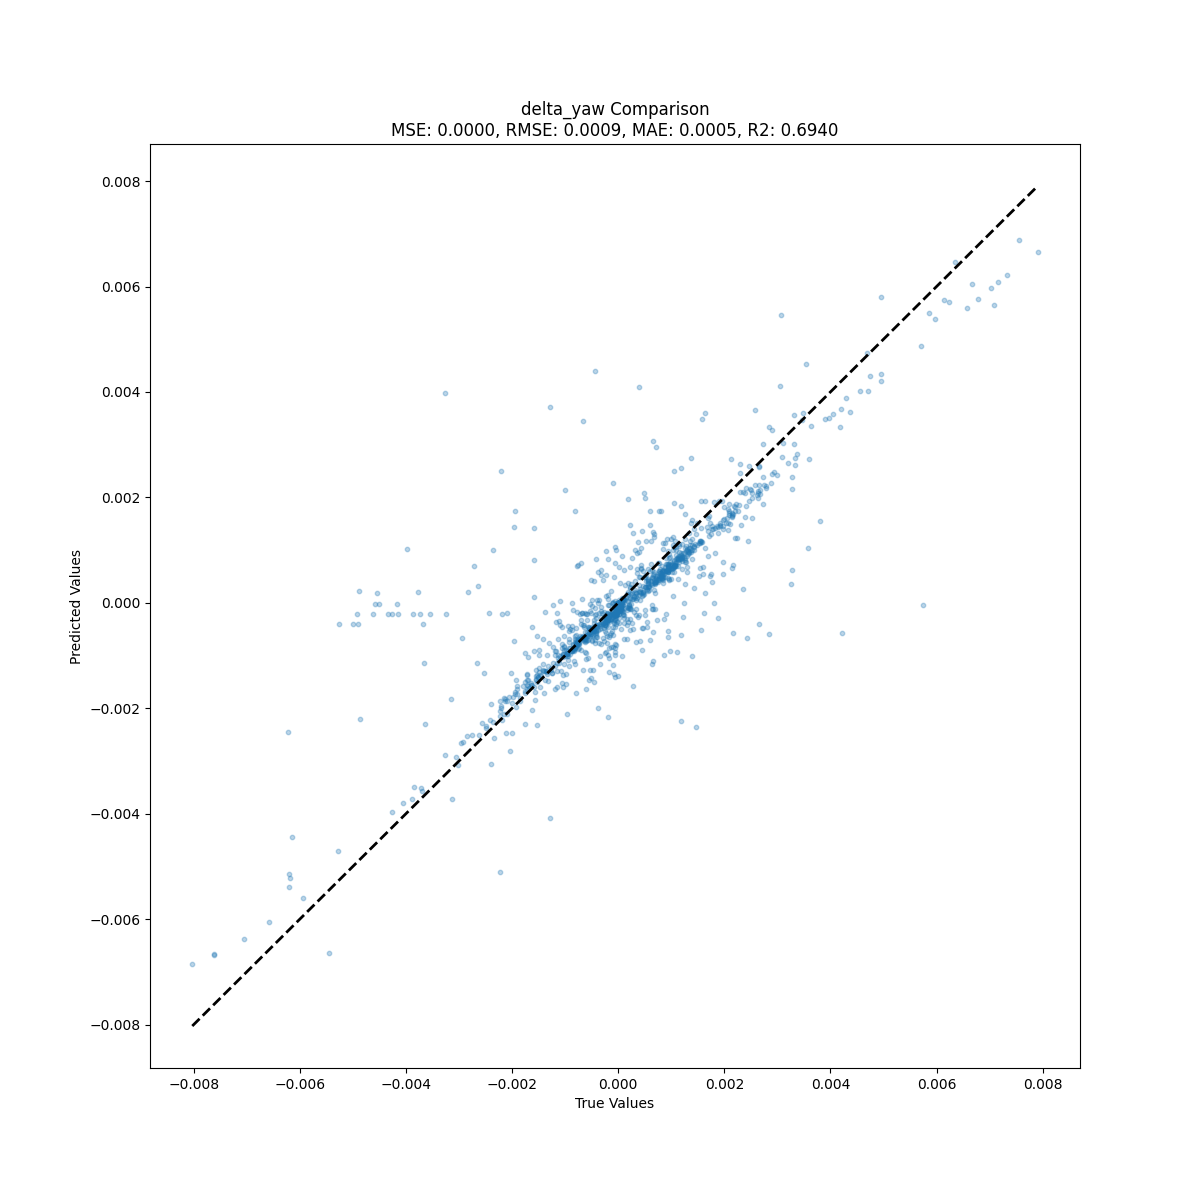 delta_yaw Comparison
MSE: 0.0000, RMSE: 0.0009, MAE: 0.0005, R2: 0.6940
0.008
0.006
0.004
0.002
0.000
−0.002
−0.004
−0.006
−0.008
Predicted Values
−0.008 −0.006 −0.004 −0.002 0.000 0.002 0.004 0.006 0.008
True Values